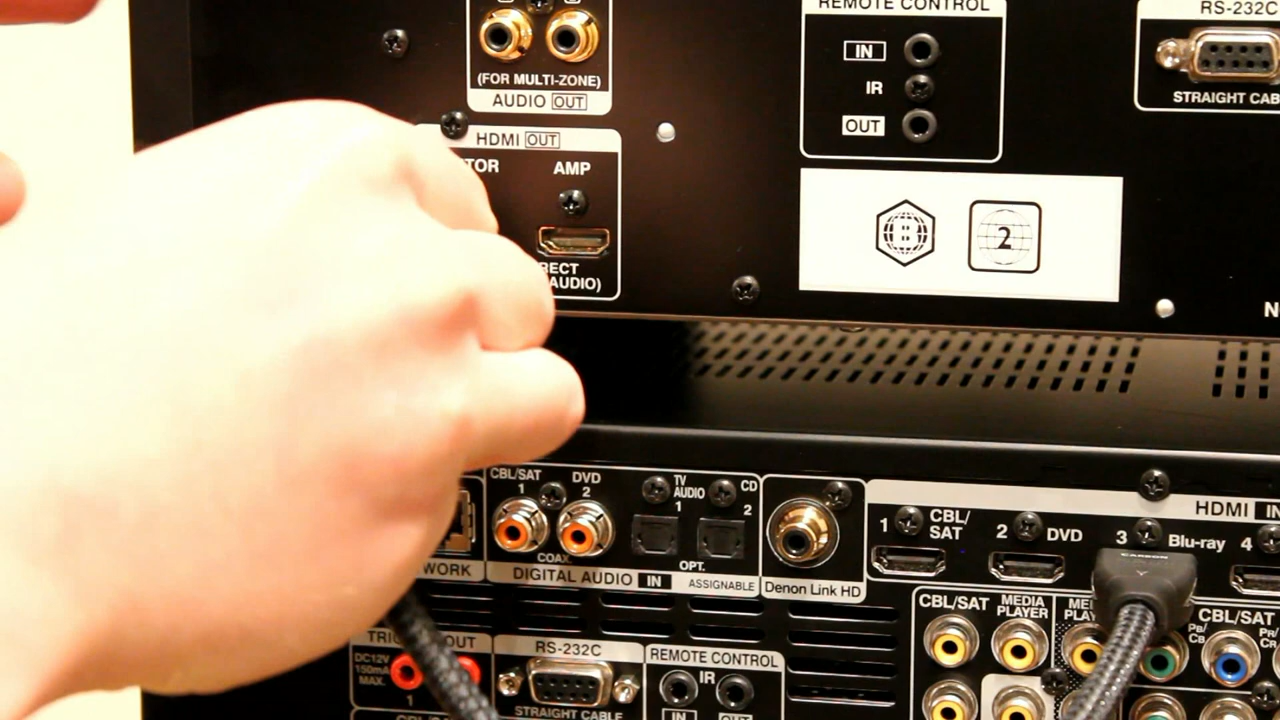 (FOR MULTI-ZONE)
AUDIO OUT
REMOTE CONTROL
IN
IR
OUT
RS-232C
STRAIGHT CAB
HDMI OUT
TOR
AMP
RECT
AUDIO)
B
2
N
CBL/SAT
1
DVD
2
TV
AUDIO
1
CD
2
COAX
OPT.
DIGITAL AUDIO IN
ASSIGNABLE
Denon Link HD
HDMI IN
1
CBL/
SAT
2
DVD
3
Blu-ray
4
CARBON
WORK
TRIG
OUT
DC12V
150mA
MAX.
1
RS-232C
STRAIGHT CABLE
REMOTE CONTROL
IR
IN
OUT
CBL/SAT
MEDIA
PLAYER
MED
PLAY
CBL/SAT
PB/
CB
PR/
CR